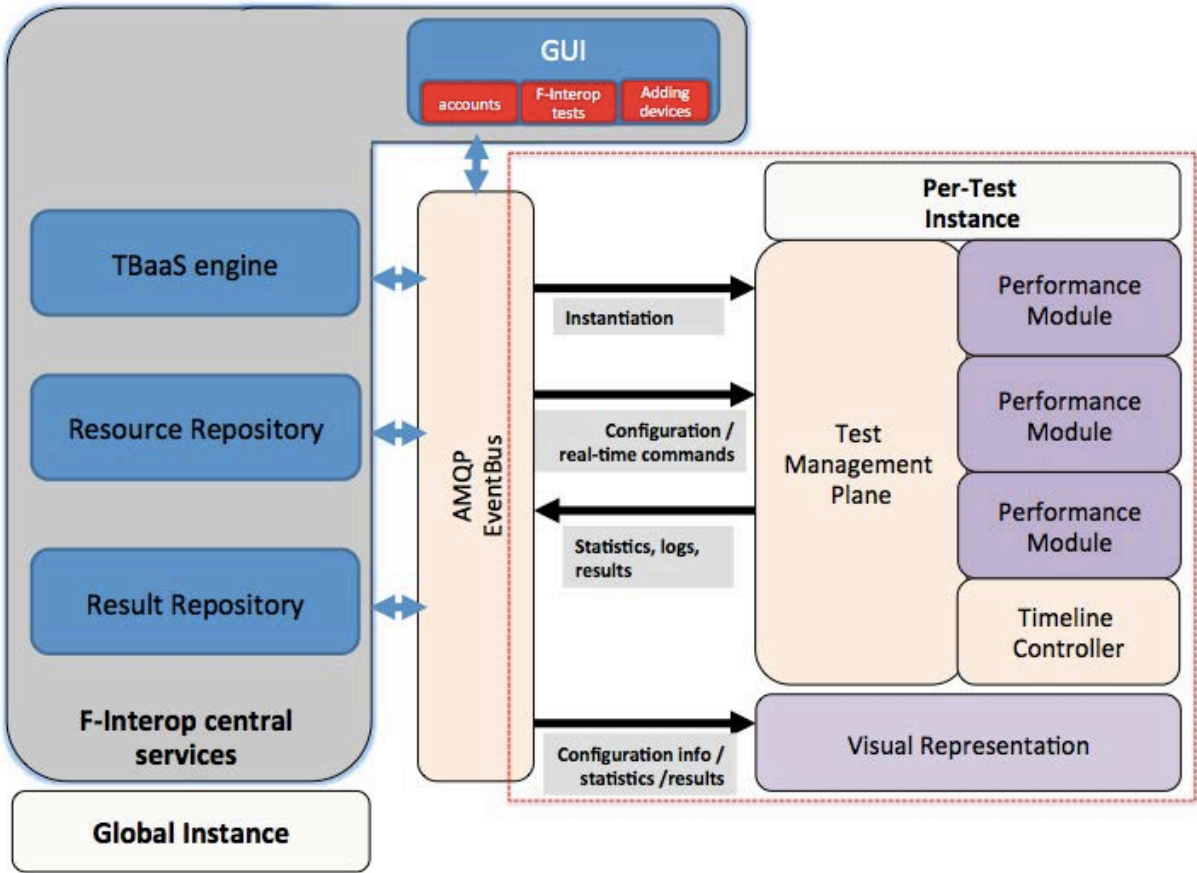 GUI
accounts
F-Interop
tests
Adding
devices
TBaaS engine
Resource Repository
Result Repository
F-Interop central
services
Global Instance
AMQP
EventBus
Instantiation
Configuration /
real-time commands
Statistics, logs,
results
Configuration info /
statistics /results
Per-Test
Instance
Test
Management
Plane
Performance
Module
Performance
Module
Performance
Module
Timeline
Controller
Visual Representation